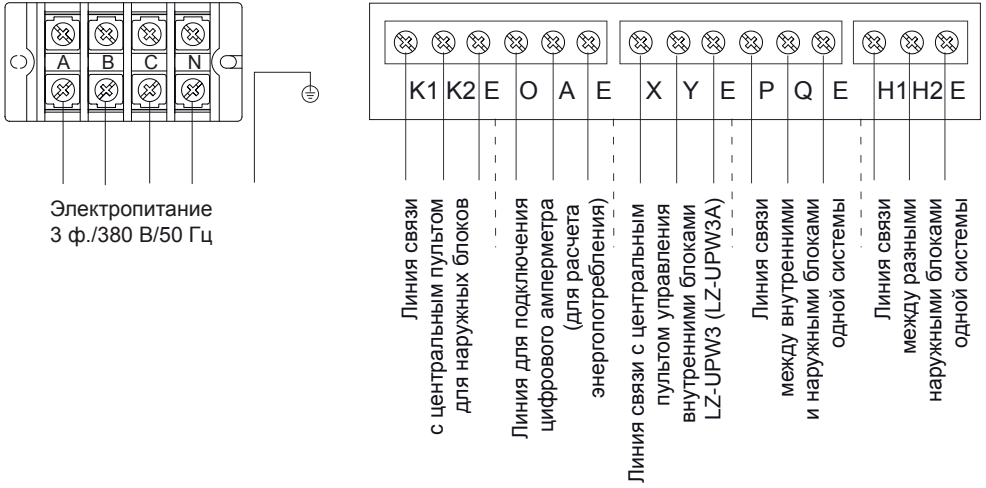 A B C N
Электропитание
3 ф./380 В/50 Гц
K1 K2 E O A E X Y E P Q E H1 H2 E
Линия связи
с центральным пультом
для наружных блоков
Линия для подключения
цифрового амперметра
(для расчета
энергопотребления)
Линия связи с центральным
пультом управления
внутренними блоками
LZ-UPW3 (LZ-UPW3A)
Линия связи
между внутренними
и наружными блоками
одной системы
Линия связи
между разными
наружными блоками
одной системы